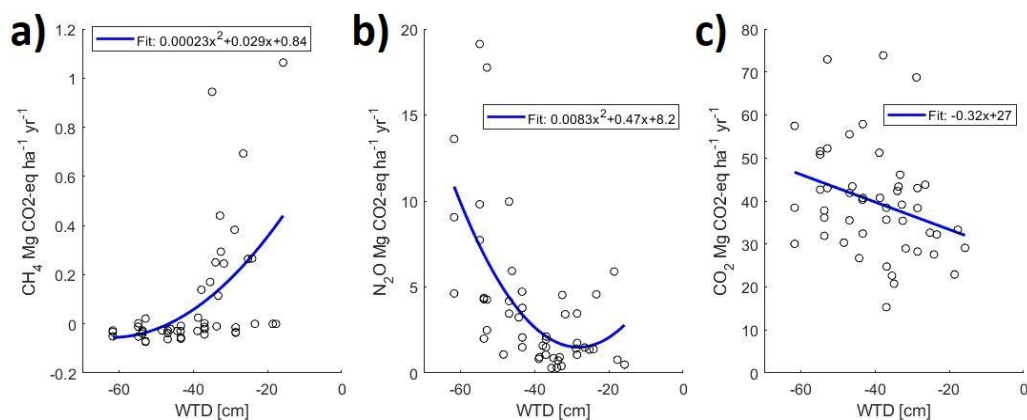 a)
Fit: 0.00023x²+0.029x+0.84
CH₄ Mg CO2-eq ha⁻¹ yr⁻¹
1.2
1
0.8
0.6
0.4
0.2
0
-0.2
-60 -40 -20 0
WTD [cm]
b)
Fit: 0.0083x²+0.47x+8.2
N₂O Mg CO2-eq ha⁻¹ yr⁻¹
20
15
10
5
0
-60 -40 -20 0
WTD [cm]
c)
Fit: -0.32x+27
CO₂ Mg CO2-eq ha⁻¹ yr⁻¹
80
70
60
50
40
30
20
10
0
-60 -40 -20 0
WTD [cm]